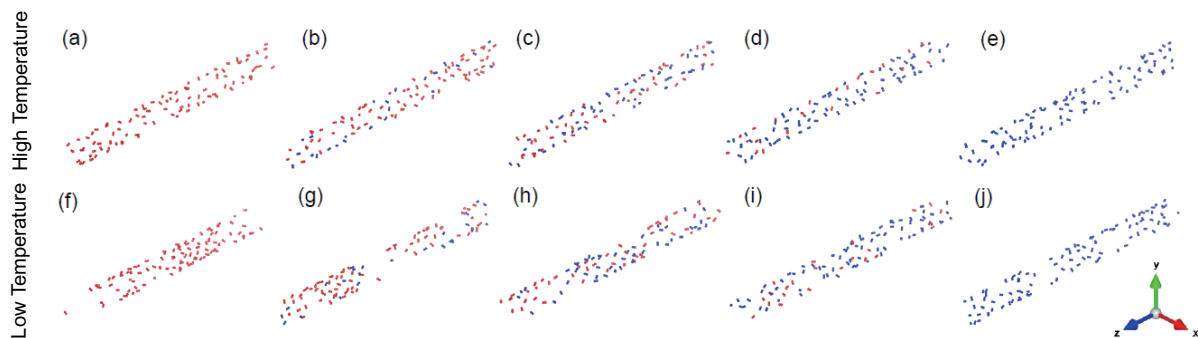 High Temperature
(a)
(b)
(c)
(d)
(e)
Low Temperature
(f)
(g)
(h)
(i)
(j)
y
z
x